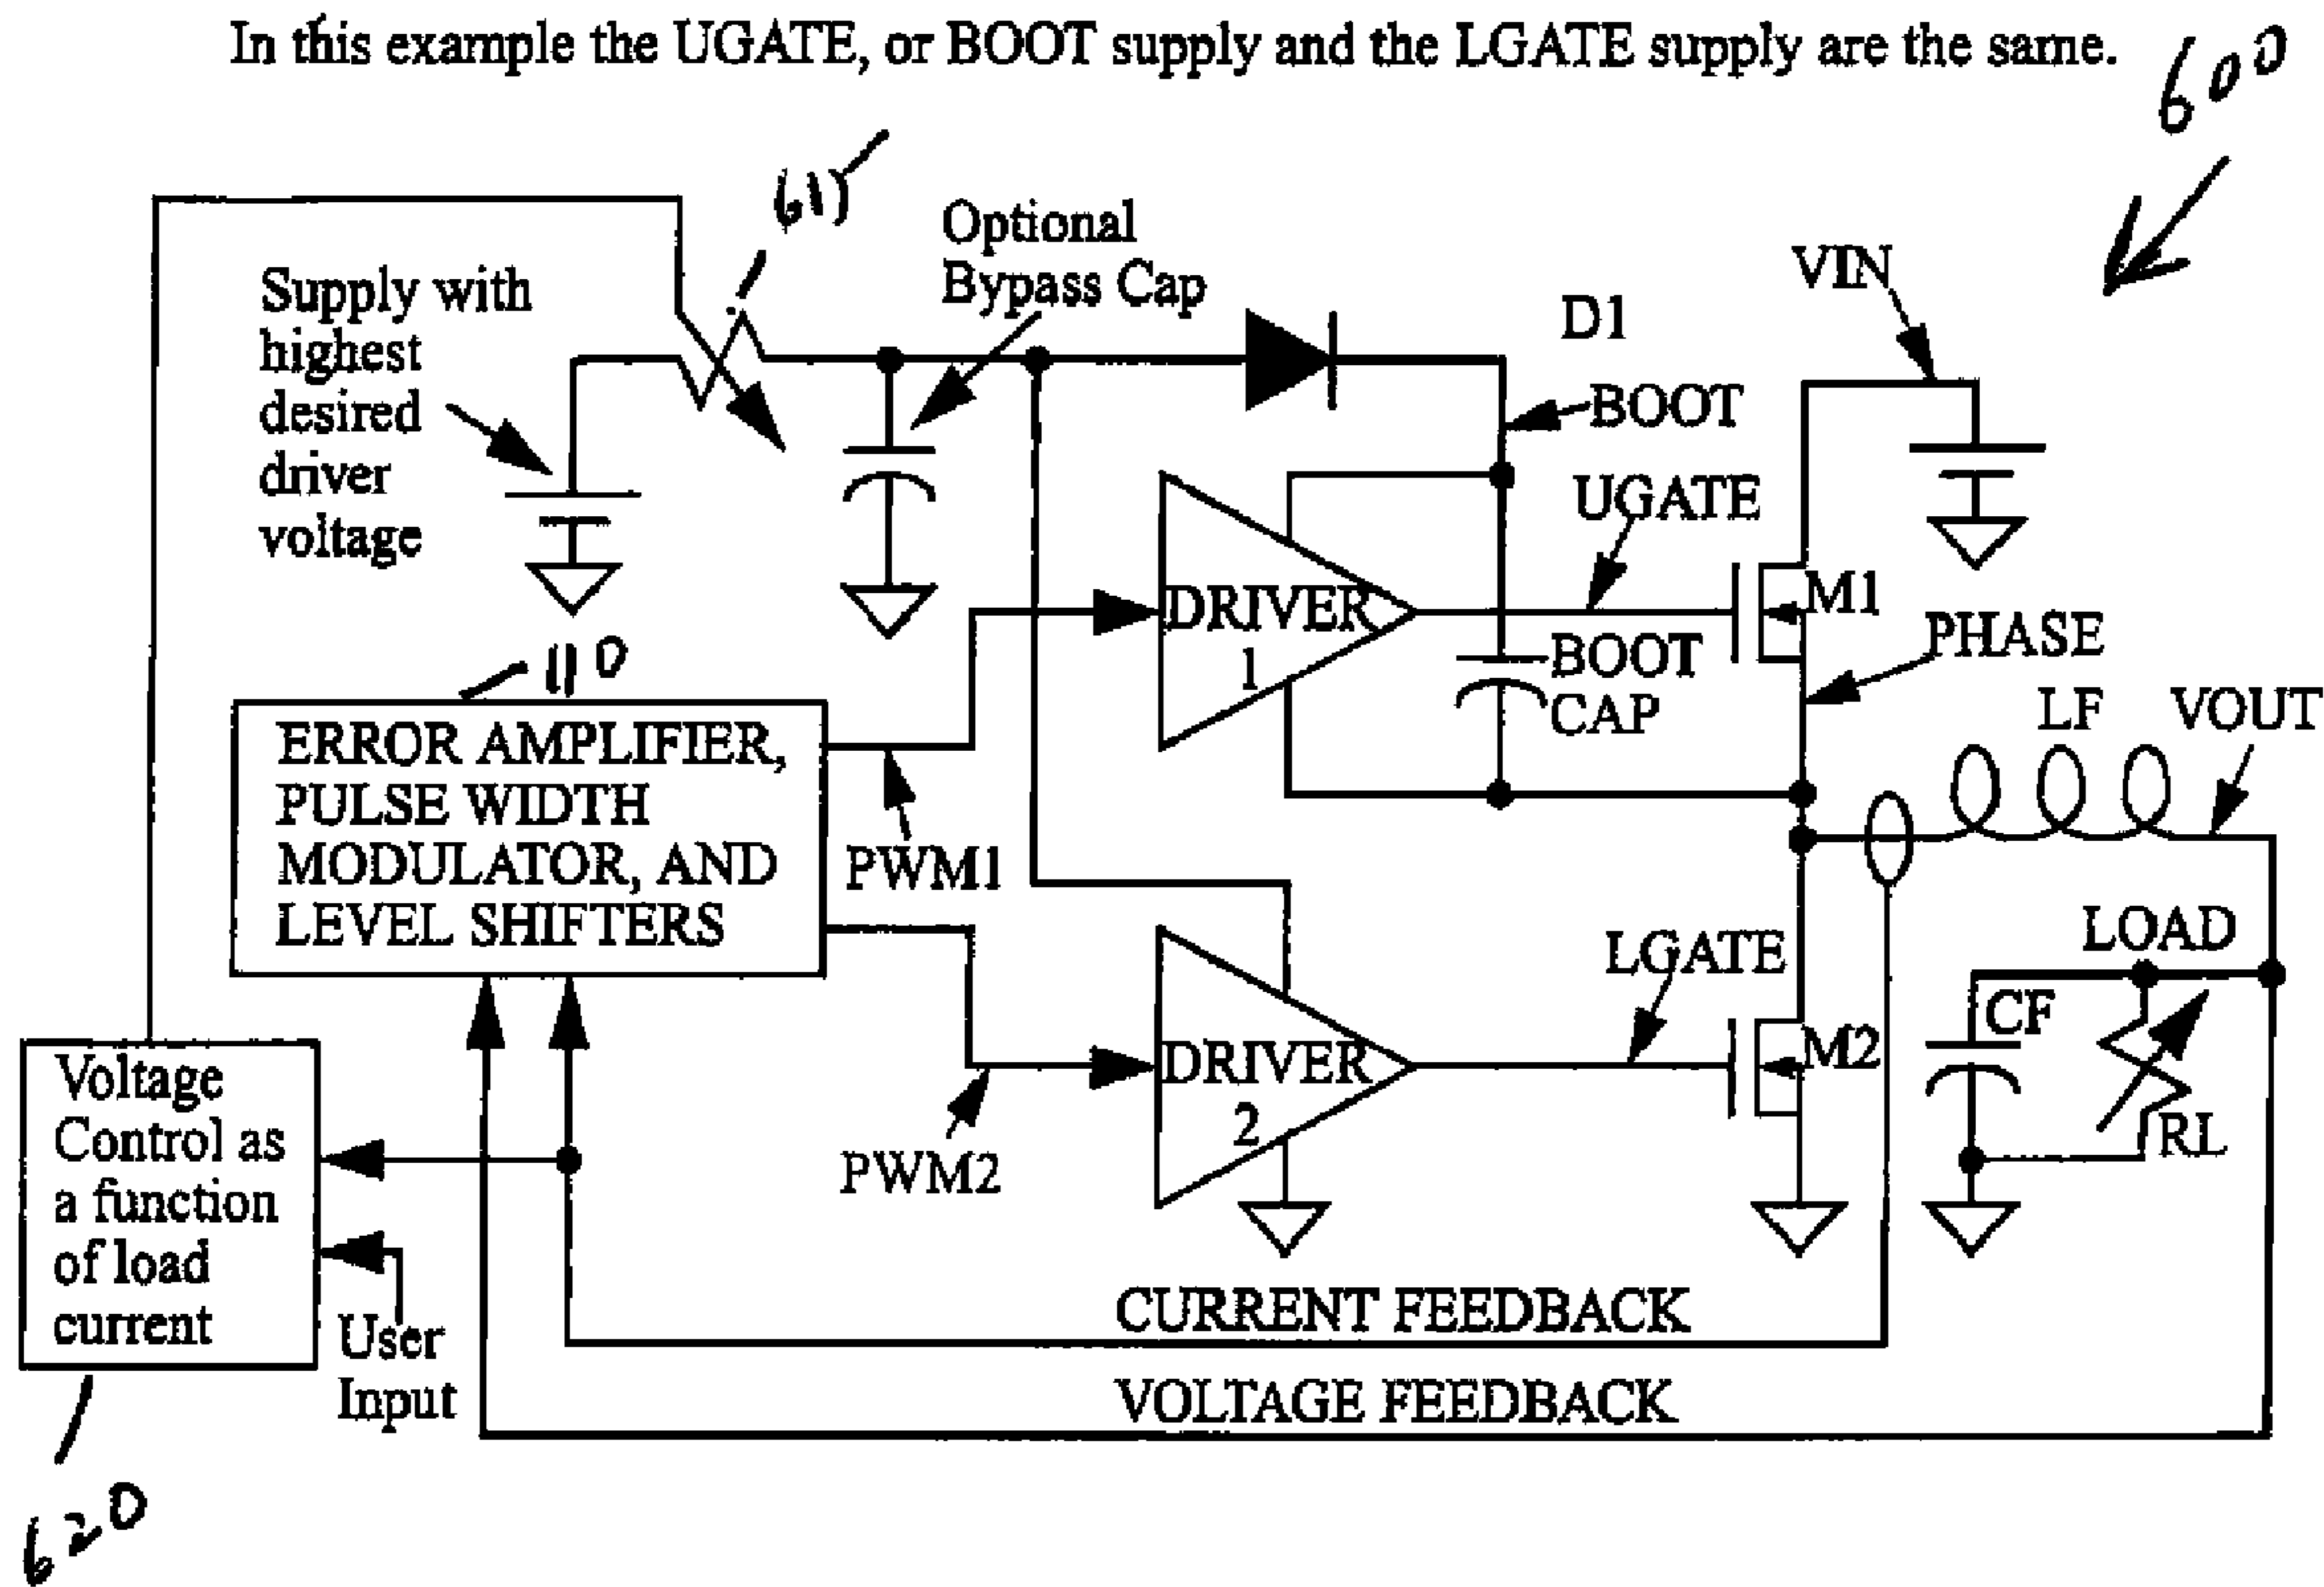 In this example the UGATE, or BOOT supply and the LGATE supply are the same.
600
Optional
Bypass Cap
Supply with
highest
desired
driver
voltage
D1
VIN
BOOT
UGATE
DRIVER
1
M1
BOOT
CAP
PHASE
LF
VOUT
110
ERROR AMPLIFIER,
PULSE WIDTH
MODULATOR, AND
LEVEL SHIFTERS
PWM1
LOAD
LGATE
CF
DRIVER
2
M2
RL
PWM2
Voltage
Control as
a function
of load
current
User
Input
CURRENT FEEDBACK
VOLTAGE FEEDBACK
620